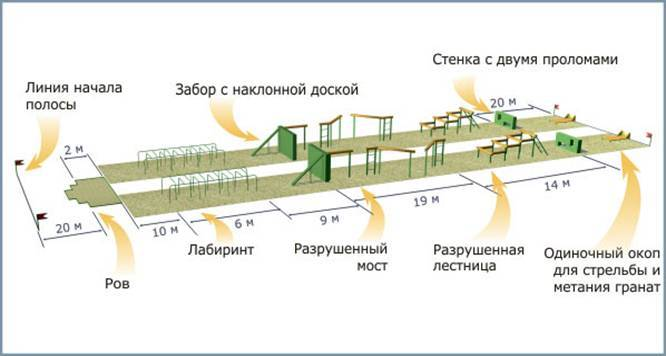 Стенка с двумя проломами
Линия начала
полосы
Забор с наклонной доской
20 м
2 м
20 м
10 м
6 м
9 м
19 м
14 м
Ров
Лабиринт
Разрушенный
мост
Разрушенная
лестница
Одиночный окоп
для стрельбы и
метания гранат